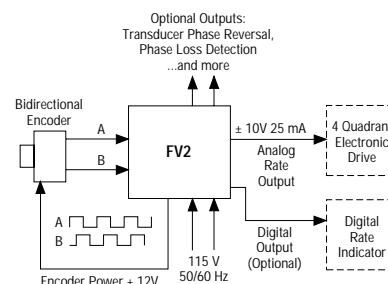 Optional Outputs:
Transducer Phase Reversal,
Phase Loss Detection
...and more
Bidirectional
Encoder
A
B
FV2
± 10V 25 mA
Analog
Rate
Output
4 Quadran
Electronic
Drive
A
B
115 V
50/60 Hz
Digital
Output
(Optional)
Digital
Rate
Indicator
Encoder Power + 12V